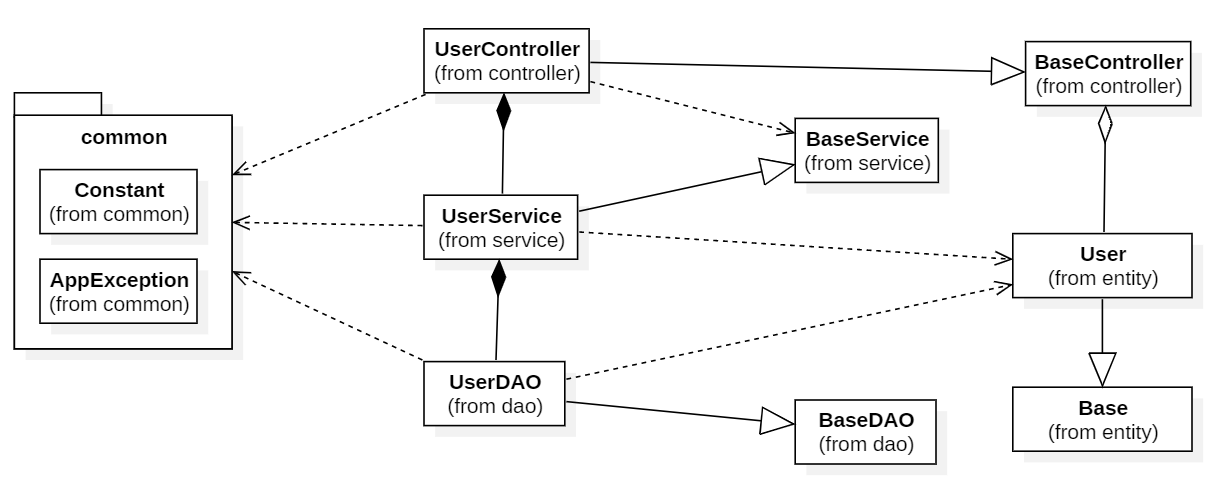 common
Constant
(from common)
AppException
(from common)
UserController
(from controller)
UserService
(from service)
UserDAO
(from dao)
BaseService
(from service)
BaseDAO
(from dao)
BaseController
(from controller)
User
(from entity)
Base
(from entity)